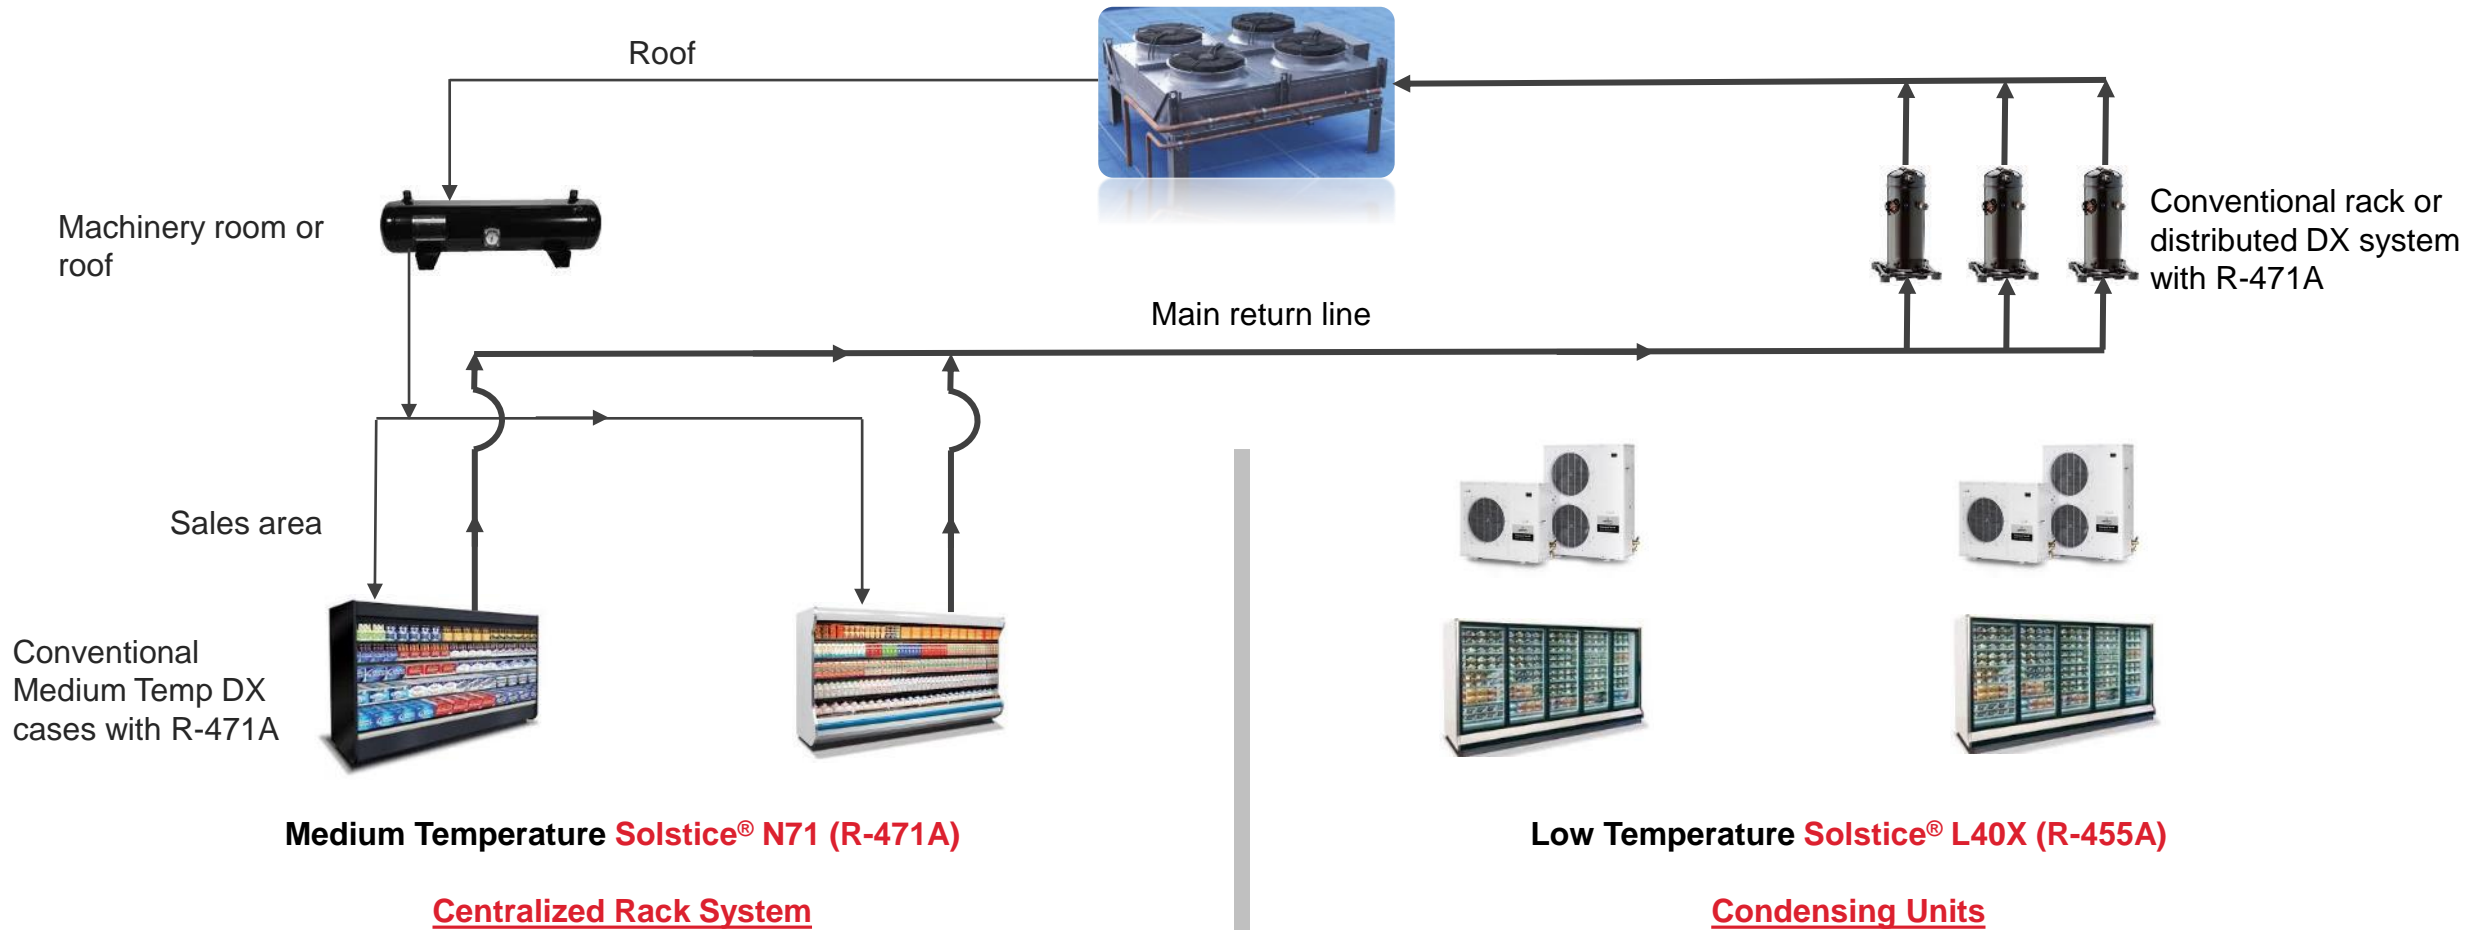 Roof
Machinery room or
roof
Conventional rack or
distributed DX system
with R-471A
Main return line
Sales area
Conventional
Medium Temp DX
cases with R-471A
Medium Temperature Solstice® N71 (R-471A)
Low Temperature Solstice® L40X (R-455A)
Centralized Rack System
Condensing Units